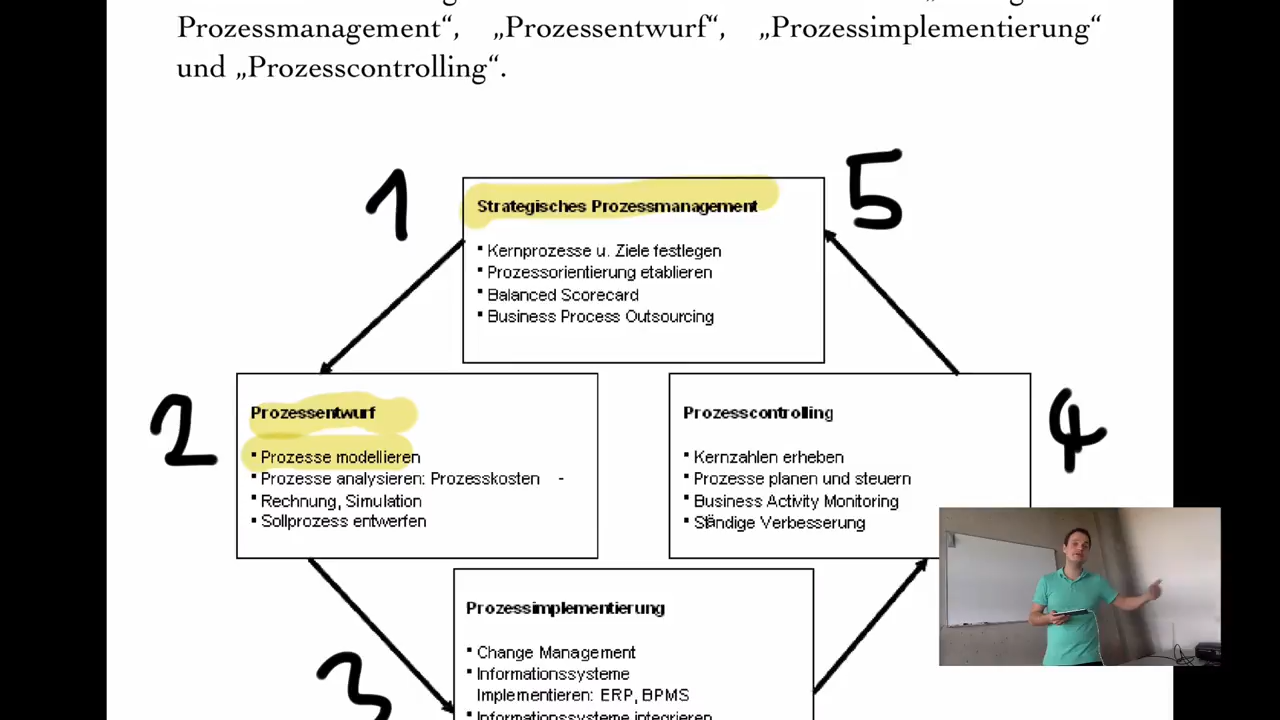 Prozessmanagement“, „Prozessentwurf“, „Prozessimplementierung“
und „Prozesscontrolling“.
1
5
Strategisches Prozessmanagement
▪ Kernprozesse u. Ziele festlegen
▪ Prozessorientierung etablieren
▪ Balanced Scorecard
▪ Business Process Outsourcing
2
Prozessentwurf
▪ Prozesse modellieren
▪ Prozesse analysieren: Prozesskosten -
▪ Rechnung, Simulation
▪ Sollprozess entwerfen
Prozesscontrolling
▪ Kernzahlen erheben
▪ Prozesse planen und steuern
▪ Business Activity Monitoring
▪ Ständige Verbesserung
4
3
Prozessimplementierung
▪ Change Management
▪ Informationssysteme
Implementieren: ERP, BPMS
▪ Informationssysteme integrieren